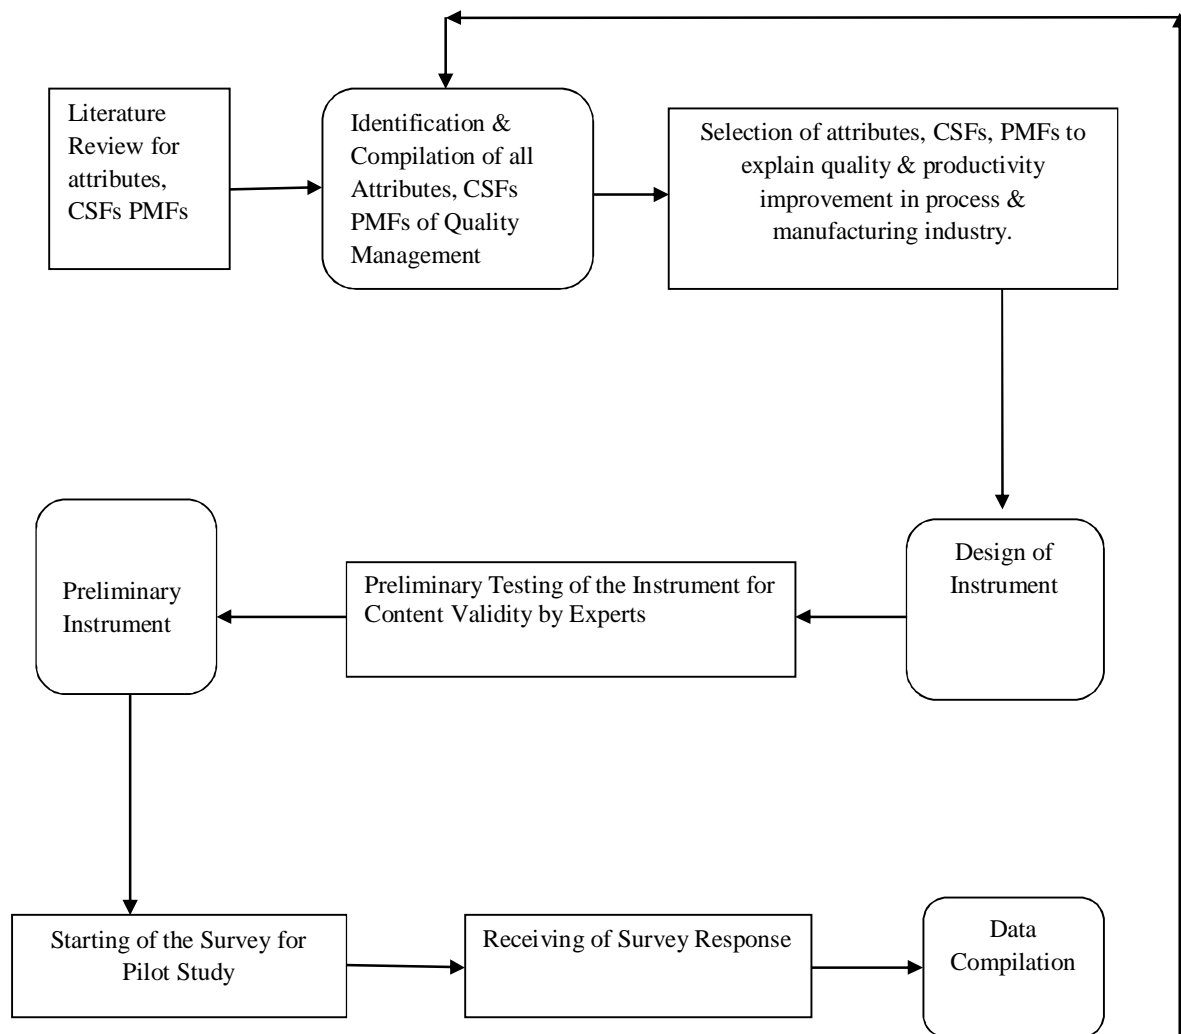 Literature
Review for
attributes,
CSFs PMFs
Identification &
Compilation of all
Attributes, CSFs
PMFs of Quality
Management
Selection of attributes, CSFs, PMFs to
explain quality & productivity
improvement in process &
manufacturing industry.
Design of
Instrument
Preliminary Testing of the Instrument for
Content Validity by Experts
Preliminary
Instrument
Starting of the Survey for
Pilot Study
Receiving of Survey Response
Data
Compilation